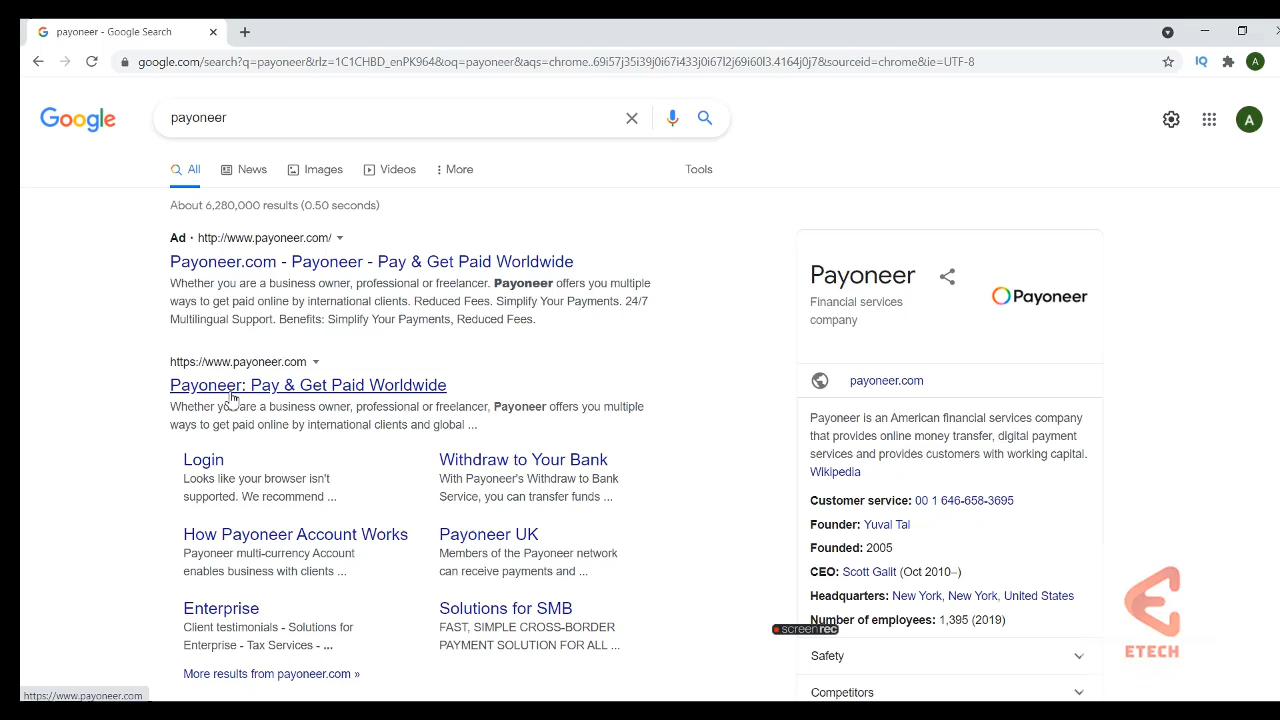 payoneer - Google Search
google.com/search?q=payoneer&rlz=1C1CHBD_enPK964&oq=payoneer&aqs=chrome..69i57j35i39j0i67i433j0i67l2j69i60l3.4164j0j7&sourceid=chrome&ie=UTF-8
IQ
A
Google
payoneer
A
All
News
Images
Videos
More
Tools
About 6,280,000 results (0.50 seconds)
Ad · http://www.payoneer.com/
Payoneer.com - Payoneer - Pay & Get Paid Worldwide
Whether you are a business owner, professional or freelancer. Payoneer offers you multiple
ways to get paid online by international clients. Reduced Fees. Simplify Your Payments. 24/7
Multilingual Support. Benefits: Simplify Your Payments, Reduced Fees.
https://www.payoneer.com
Payoneer: Pay & Get Paid Worldwide
Whether you are a business owner, professional or freelancer, Payoneer offers you multiple
ways to get paid online by international clients and global ...
Login
Looks like your browser isn't
supported. We recommend ...
Withdraw to Your Bank
With Payoneer's Withdraw to Bank
Service, you can transfer funds ...
How Payoneer Account Works
Payoneer multi-currency Account
enables business with clients ...
Payoneer UK
Members of the Payoneer network
can receive payments and ...
Enterprise
Client testimonials - Solutions for
Enterprise - Tax Services - ...
Solutions for SMB
FAST, SIMPLE CROSS-BORDER
PAYMENT SOLUTION FOR ALL ...
More results from payoneer.com »
https://www.payoneer.com
Payoneer
Financial services
company
Payoneer
payoneer.com
Payoneer is an American financial services company
that provides online money transfer, digital payment
services and provides customers with working capital.
Wikipedia
Customer service: 00 1 646-658-3695
Founder: Yuval Tal
Founded: 2005
CEO: Scott Galit (Oct 2010–)
Headquarters: New York, New York, United States
Number of employees: 1,395 (2019)
screenrec
Safety
Competitors
ETECH